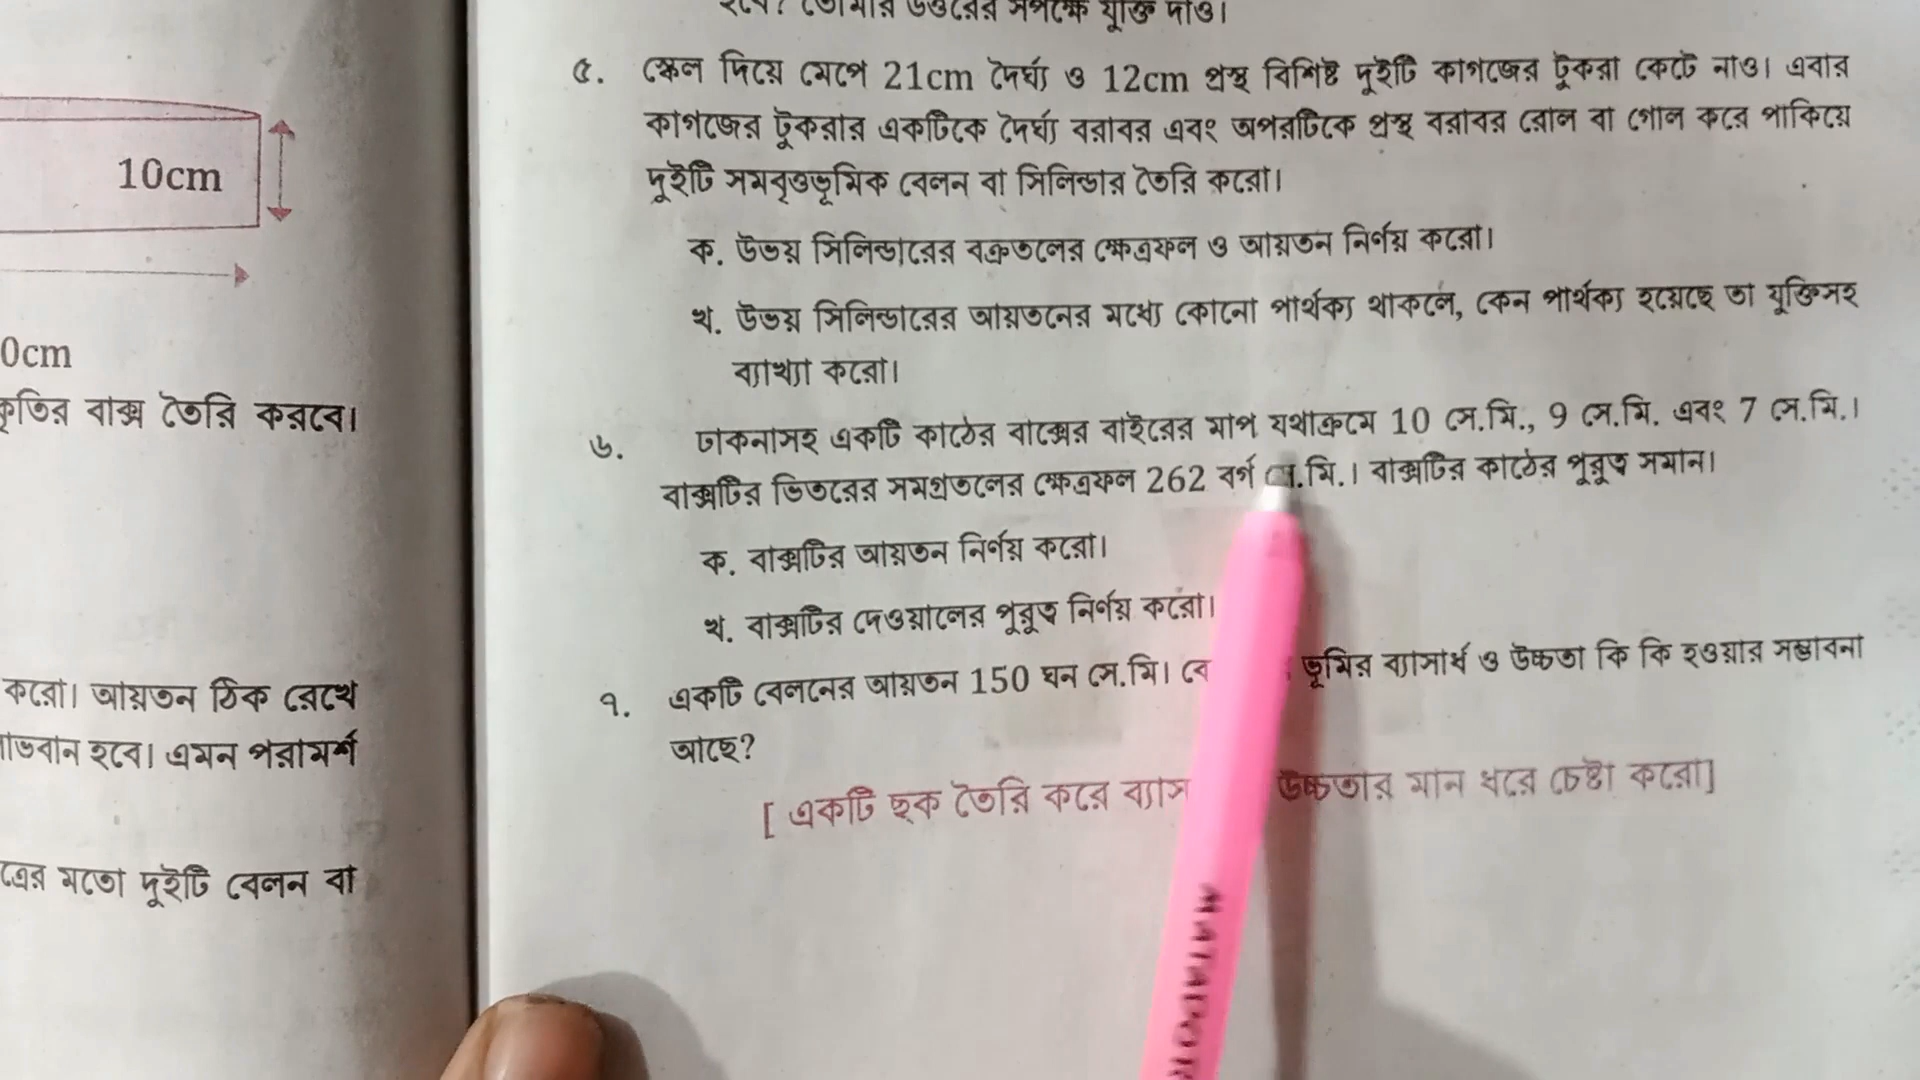 10cm
0cm
কৃতির বাক্স তৈরি করবে।
করো। আয়তন ঠিক রেখে
হবে। এমন পরামর্শ
মতো দুইটি বেলন বা
হবে? তোমার উত্তরের সপক্ষে যুক্তি দাও।
৫. স্কেল দিয়ে মেপে 21cm দৈর্ঘ্য ও 12cm প্রস্থ বিশিষ্ট দুইটি কাগজের টুকরা কেটে নাও। এবার
কাগজের টুকরার একটিকে দৈর্ঘ্য বরাবর এবং অপরটিকে প্রস্থ বরাবর রোল বা গোল করে পাকিয়ে
দুইটি সমবৃত্তভূমিক বেলন বা সিলিন্ডার তৈরি করো।
ক. উভয় সিলিন্ডারের বক্রতলের ক্ষেত্রফল ও আয়তন নির্ণয় করো।
খ. উভয় সিলিন্ডারের আয়তনের মধ্যে কোনো পার্থক্য থাকলে, কেন পার্থক্য হয়েছে তা যুক্তিসহ
ব্যাখ্যা করো।
৬. ঢাকনাসহ একটি কাঠের বাক্সের বাইরের মাপ যথাক্রমে 10 সে.মি., 9 সে.মি. এবং 7 সে.মি.।
বাক্সটির ভিতরের সমগ্রতলের ক্ষেত্রফল 262 বর্গ সে.মি.। বাক্সটির কাঠের পুরুত্ব সমান।
ক. বাক্সটির আয়তন নির্ণয় করো।
খ. বাক্সটির দেওয়ালের পুরুত্ব নির্ণয় করো।
৭. একটি বেলনের আয়তন 150 ঘন সে.মি। ভূমির ব্যাসার্ধ ও উচ্চতা কি কি হওয়ার সম্ভাবনা
আছে?
[ একটি ছক তৈরি করে উচ্চতার মান ধরে চেষ্টা করো]
MATADOR